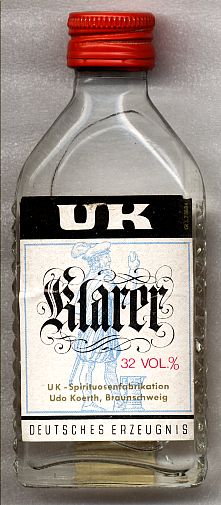 UK
Klarer
32 VOL.%
UK-Spirituosenfabrikation
Udo Koerth, Braunschweig
DEUTSCHES ERZEUGNIS